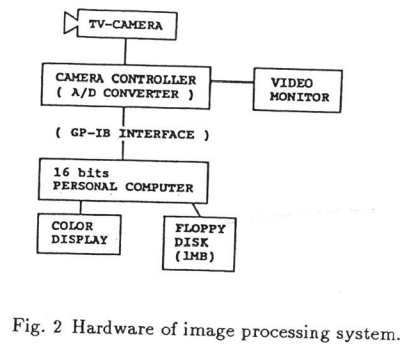 TV-CAMERA
CAMERA CONTROLLER
( A/D CONVERTER )
VIDEO
MONITOR
( GP-IB INTERFACE )
16 bits
PERSONAL COMPUTER
COLOR
DISPLAY
FLOPPY
DISK
(1MB)
Fig. 2 Hardware of image processing system.